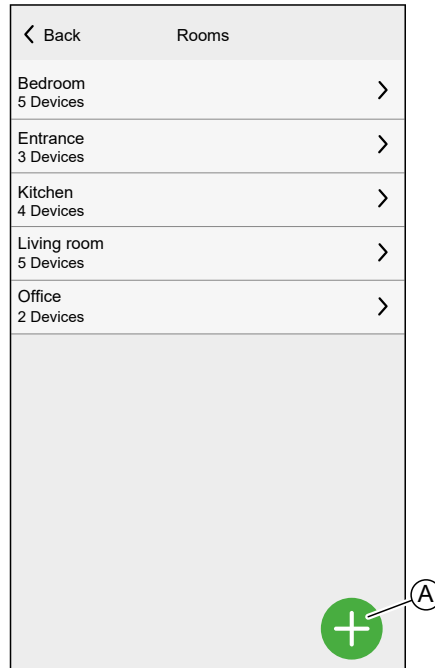 Back
Rooms
Bedroom
5 Devices
Entrance
3 Devices
Kitchen
4 Devices
Living room
5 Devices
Office
2 Devices
A